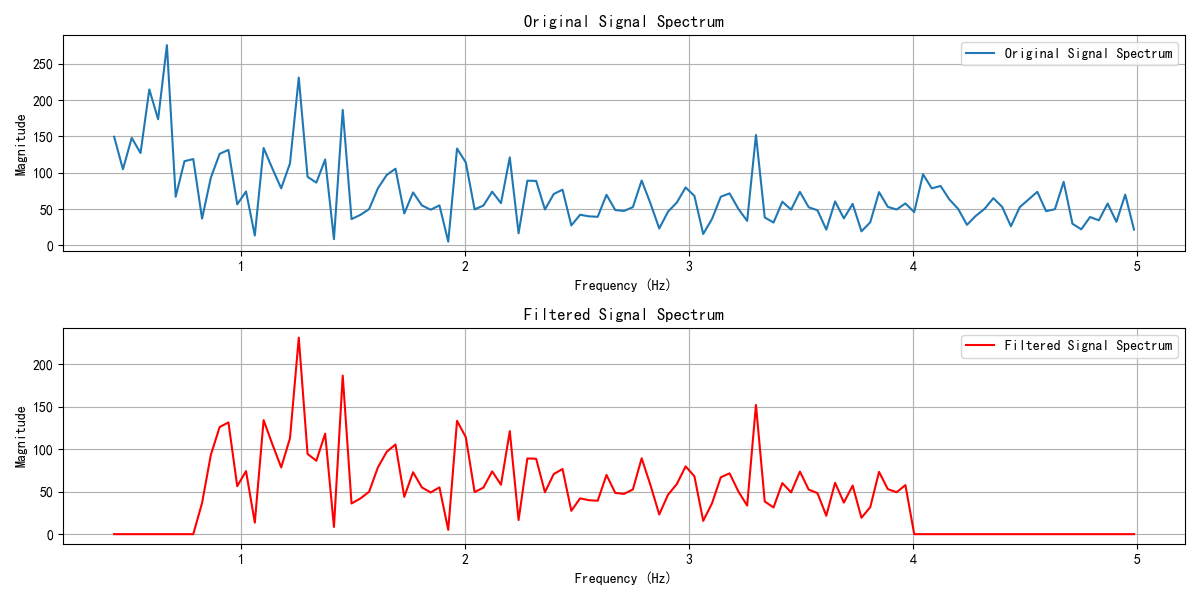 Original Signal Spectrum
Original Signal Spectrum
Magnitude
250
200
150
100
50
0
1
2
3
4
5
Frequency (Hz)
Filtered Signal Spectrum
Filtered Signal Spectrum
Magnitude
200
150
100
50
0
1
2
3
4
5
Frequency (Hz)